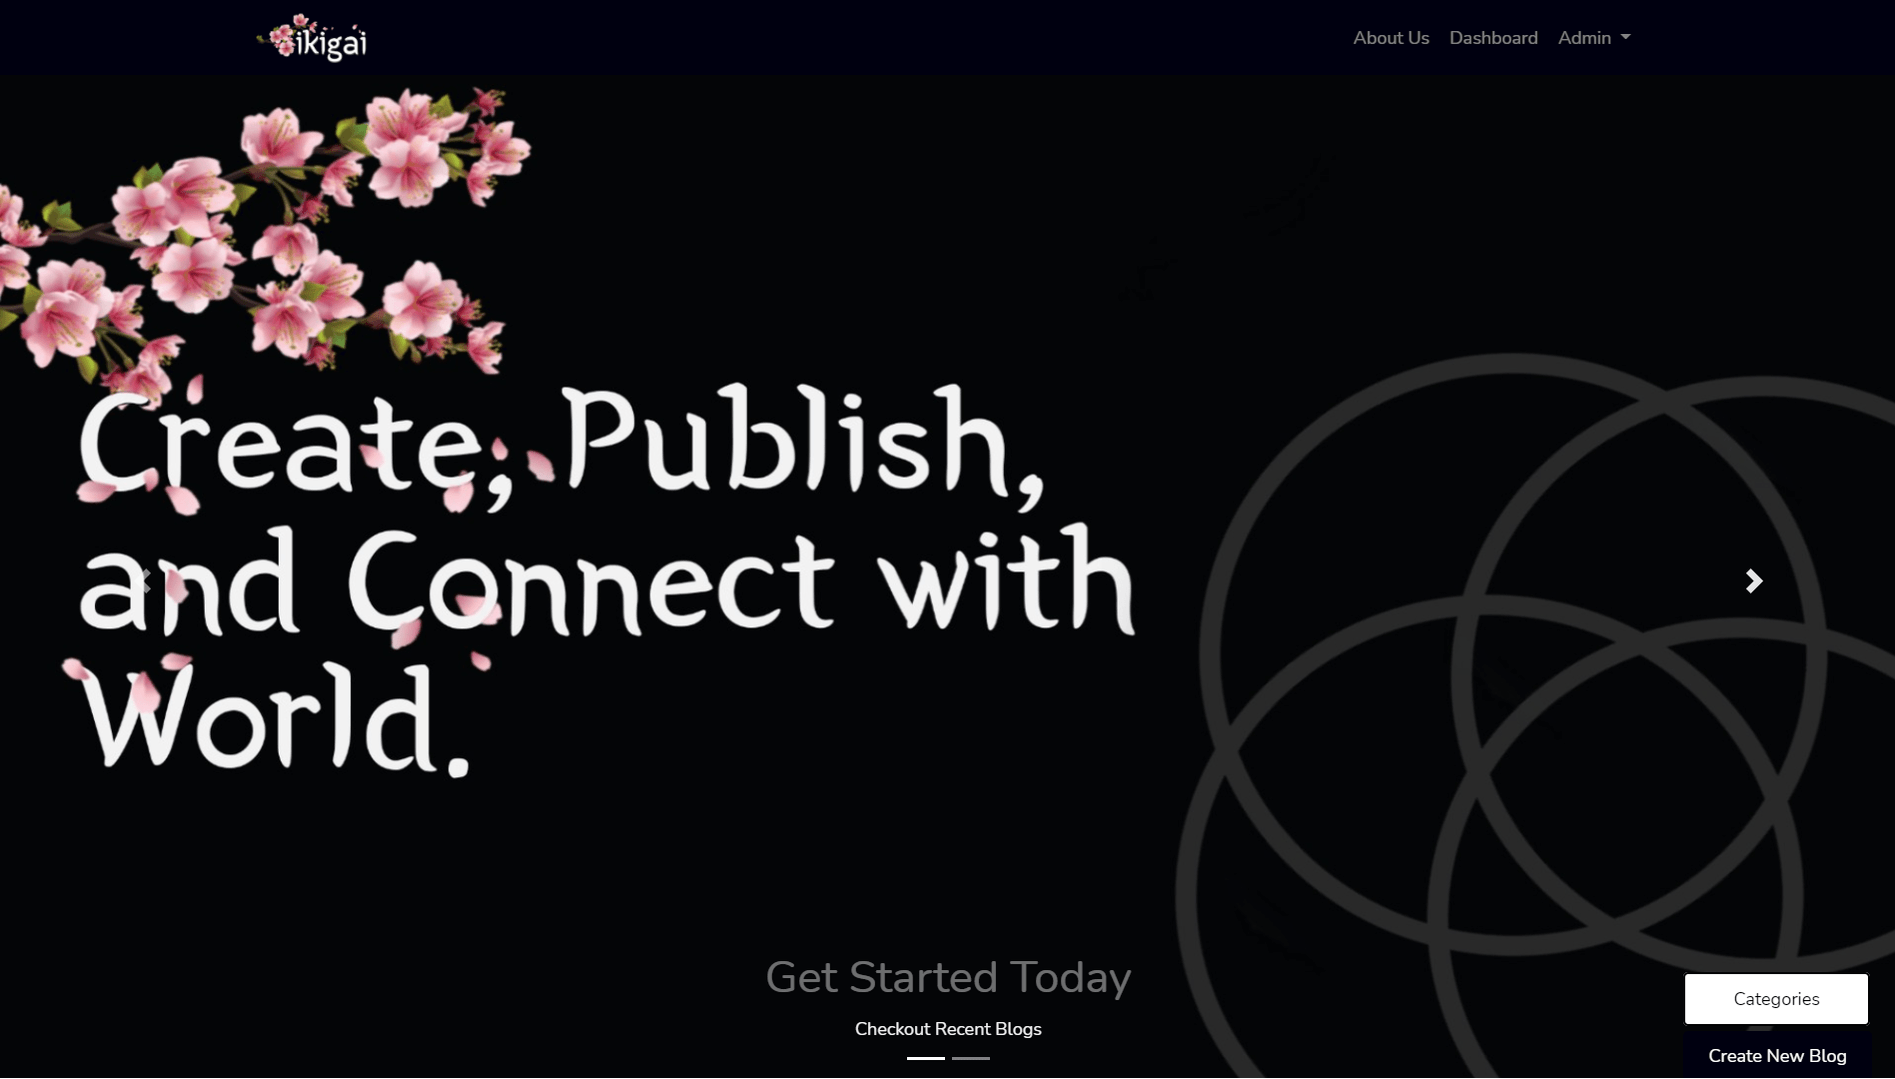 ikigai
About Us Dashboard Admin
Create, Publish,
and Connect with
World.
Get Started Today
Checkout Recent Blogs
Categories
Create New Blog